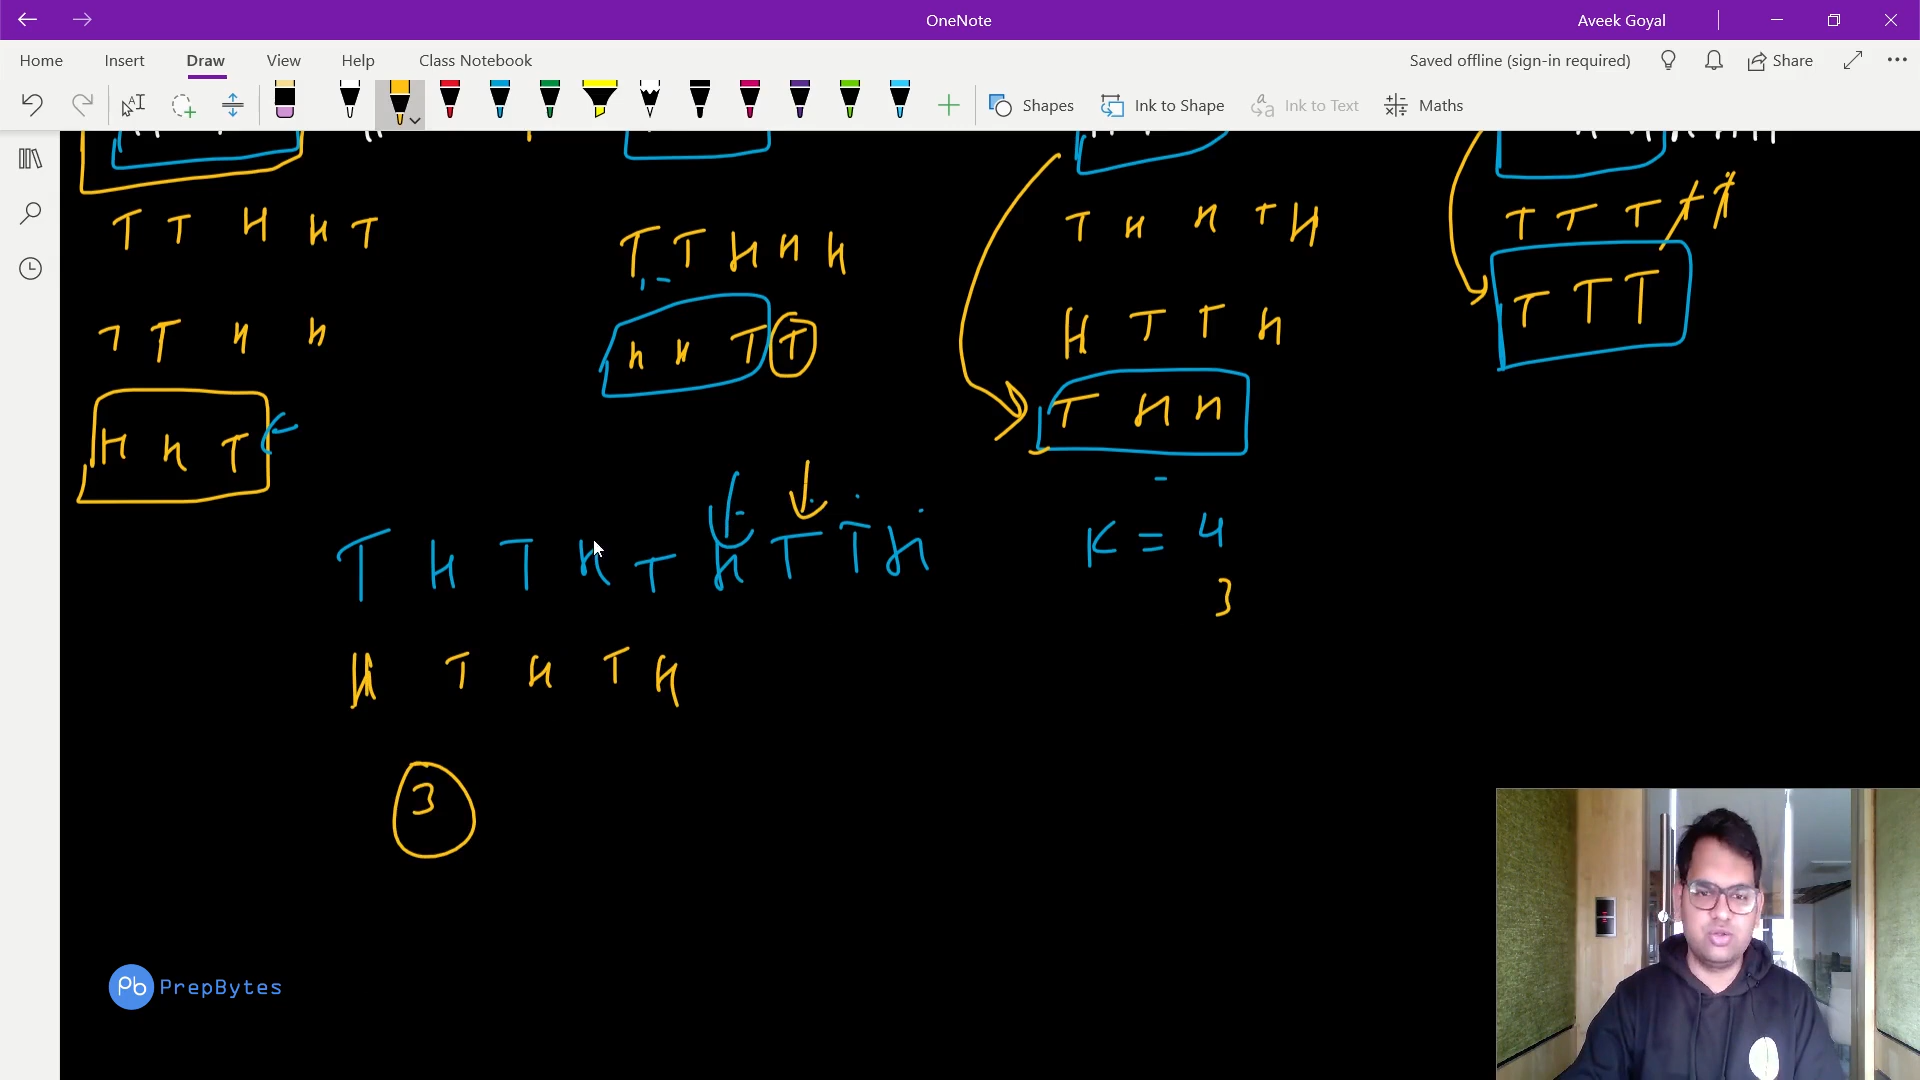 OneNote
Aveek Goyal
Home Insert Draw View Help Class Notebook
Saved offline (sign-in required) Share
Shapes Ink to Shape Ink to Text Maths
T T H H T
T T H H H
T H H T H
T T T
T T H H
H H T T
H T T H
T T T
H H T
T H H
T H T H T H T T H
K = 4
3
H T H T H
3
Pb PrepBytes